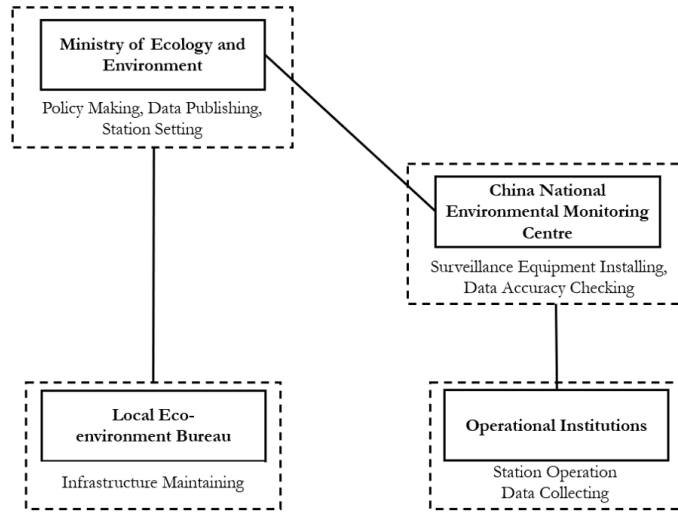 Ministry of Ecology and
Environment
Policy Making, Data Publishing,
Station Setting
China National
Environmental Monitoring
Centre
Surveillance Equipment Installing,
Data Accuracy Checking
Local Eco-
environment Bureau
Infrastructure Maintaining
Operational Institutions
Station Operation
Data Collecting